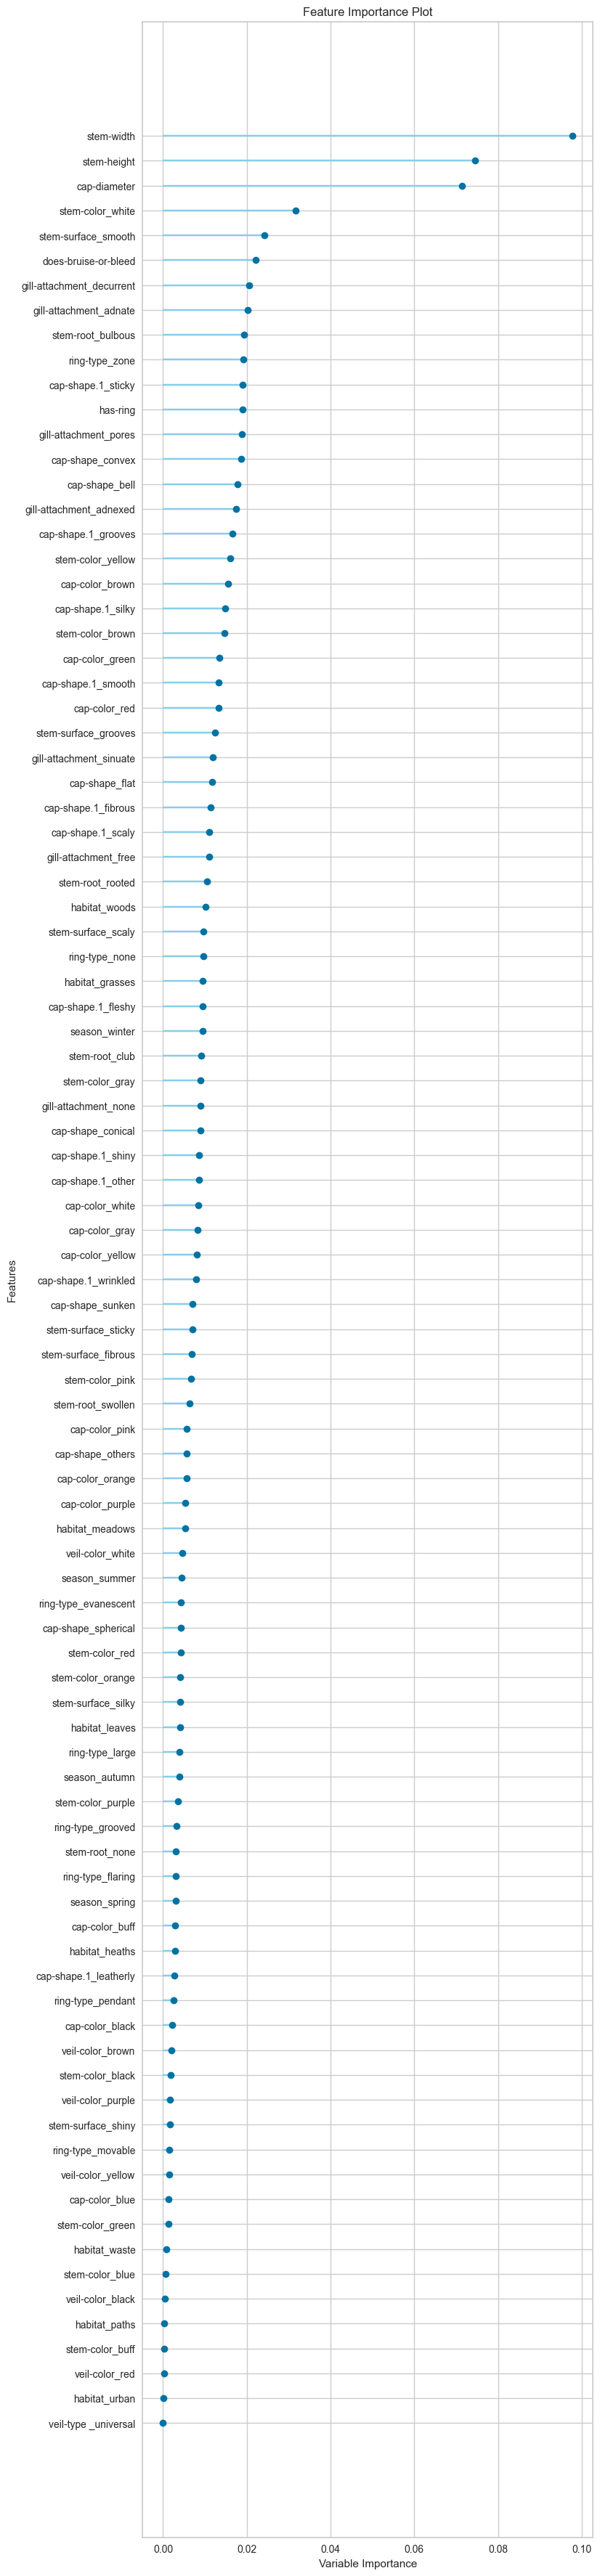 Feature Importance Plot
stem-width
stem-height
cap-diameter
stem-color_white
stem-surface_smooth
does-bruise-or-bleed
gill-attachment_decurrent
gill-attachment_adnate
stem-root_bulbous
ring-type_zone
cap-shape.1_sticky
has-ring
gill-attachment_pores
cap-shape_convex
cap-shape_bell
gill-attachment_adnexed
cap-shape.1_grooves
stem-color_yellow
cap-color_brown
cap-shape.1_silky
stem-color_brown
cap-color_green
cap-shape.1_smooth
cap-color_red
stem-surface_grooves
gill-attachment_sinuate
cap-shape_flat
cap-shape.1_fibrous
cap-shape.1_scaly
gill-attachment_free
stem-root_rooted
habitat_woods
stem-surface_scaly
ring-type_none
habitat_grasses
cap-shape.1_fleshy
season_winter
stem-root_club
stem-color_gray
gill-attachment_none
cap-shape_conical
cap-shape.1_shiny
cap-shape.1_other
cap-color_white
cap-color_gray
cap-color_yellow
Features
cap-shape.1_wrinkled
cap-shape_sunken
stem-surface_sticky
stem-surface_fibrous
stem-color_pink
stem-root_swollen
cap-color_pink
cap-shape_others
cap-color_orange
cap-color_purple
habitat_meadows
veil-color_white
season_summer
ring-type_evanescent
cap-shape_spherical
stem-color_red
stem-color_orange
stem-surface_silky
habitat_leaves
ring-type_large
season_autumn
stem-color_purple
ring-type_grooved
stem-root_none
ring-type_flaring
season_spring
cap-color_buff
habitat_heaths
cap-shape.1_leatherly
ring-type_pendant
cap-color_black
veil-color_brown
stem-color_black
veil-color_purple
stem-surface_shiny
ring-type_movable
veil-color_yellow
cap-color_blue
stem-color_green
habitat_waste
stem-color_blue
veil-color_black
habitat_paths
stem-color_buff
veil-color_red
habitat_urban
veil-type _universal
0.00 0.02 0.04 0.06 0.08 0.10
Variable Importance